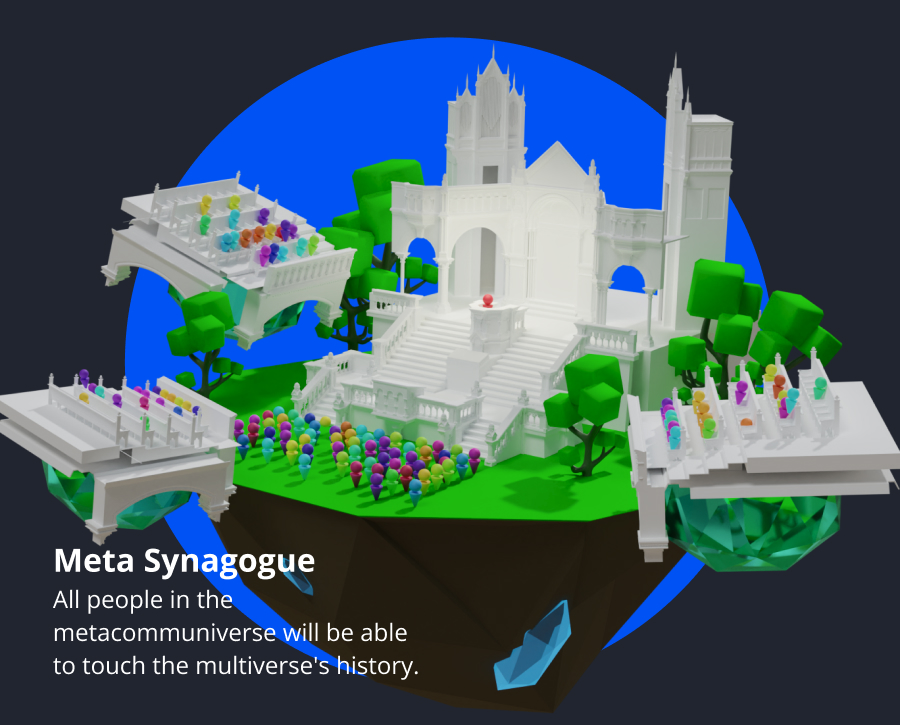 Meta Synagogue
All people in the
metacommuniverse will be able
to touch the multiverse's history.